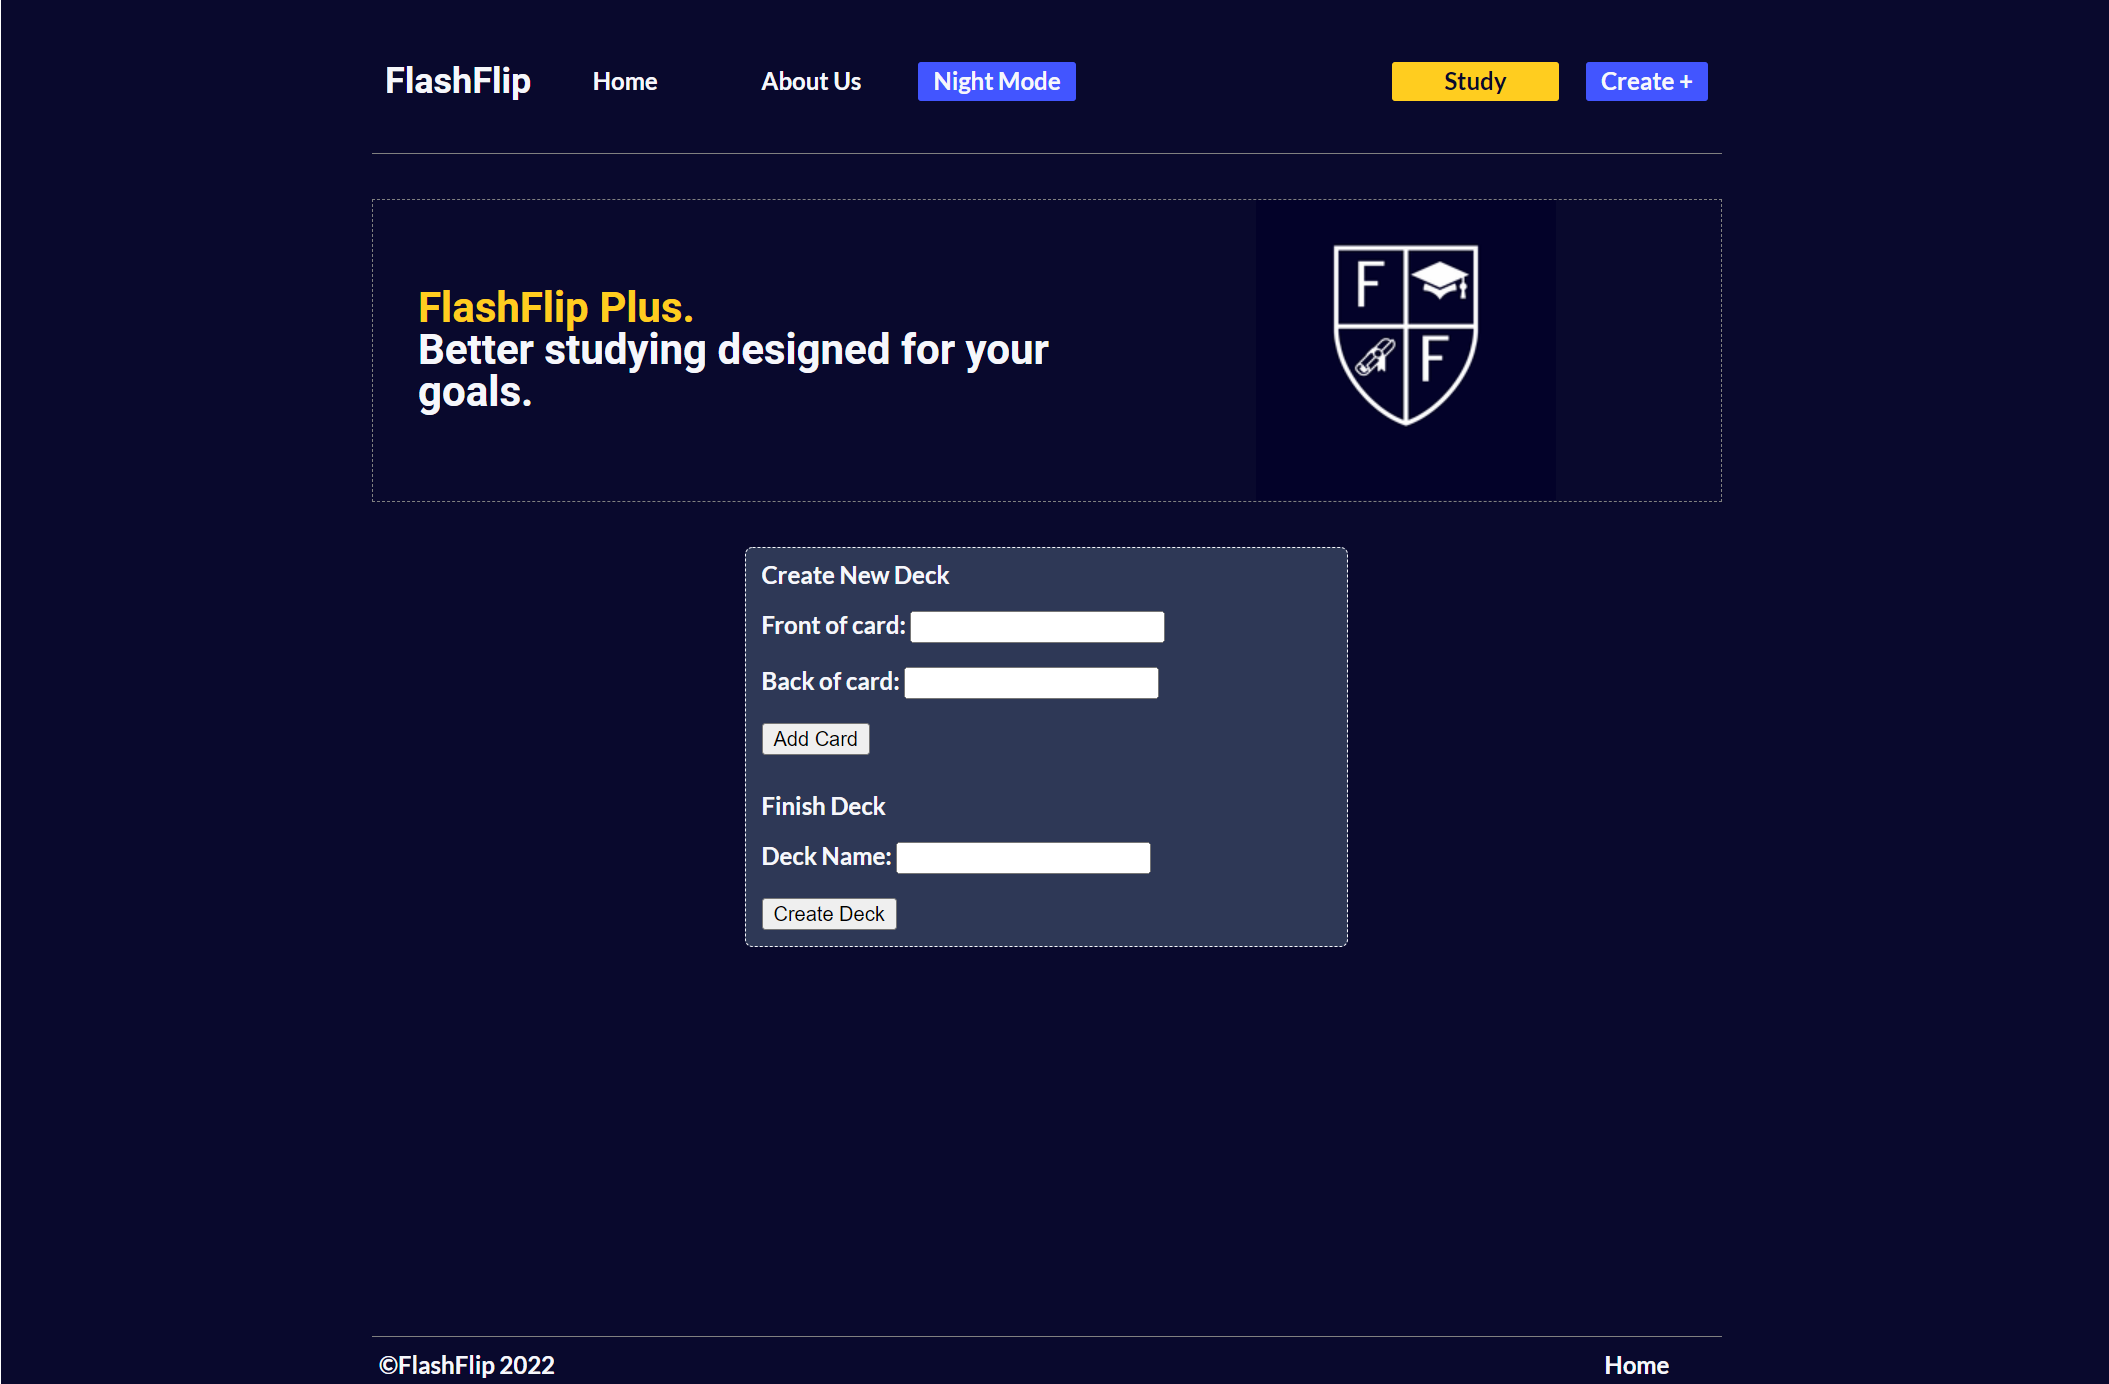 FlashFlip Home About Us Night Mode Study Create +
FlashFlip Plus.
Better studying designed for your
goals.
F
F
Create New Deck
Front of card:
Back of card:
Add Card
Finish Deck
Deck Name:
Create Deck
©FlashFlip 2022 Home